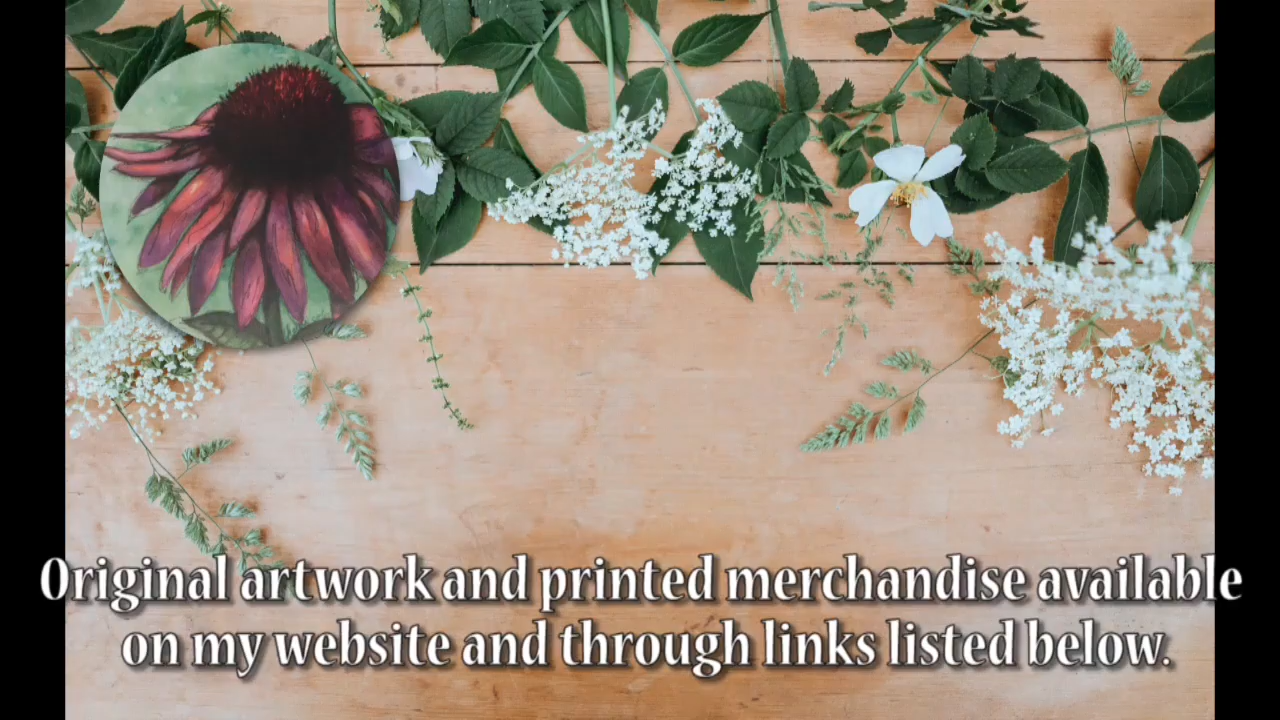 Original artwork and printed merchandise available
on my website and through links listed below.